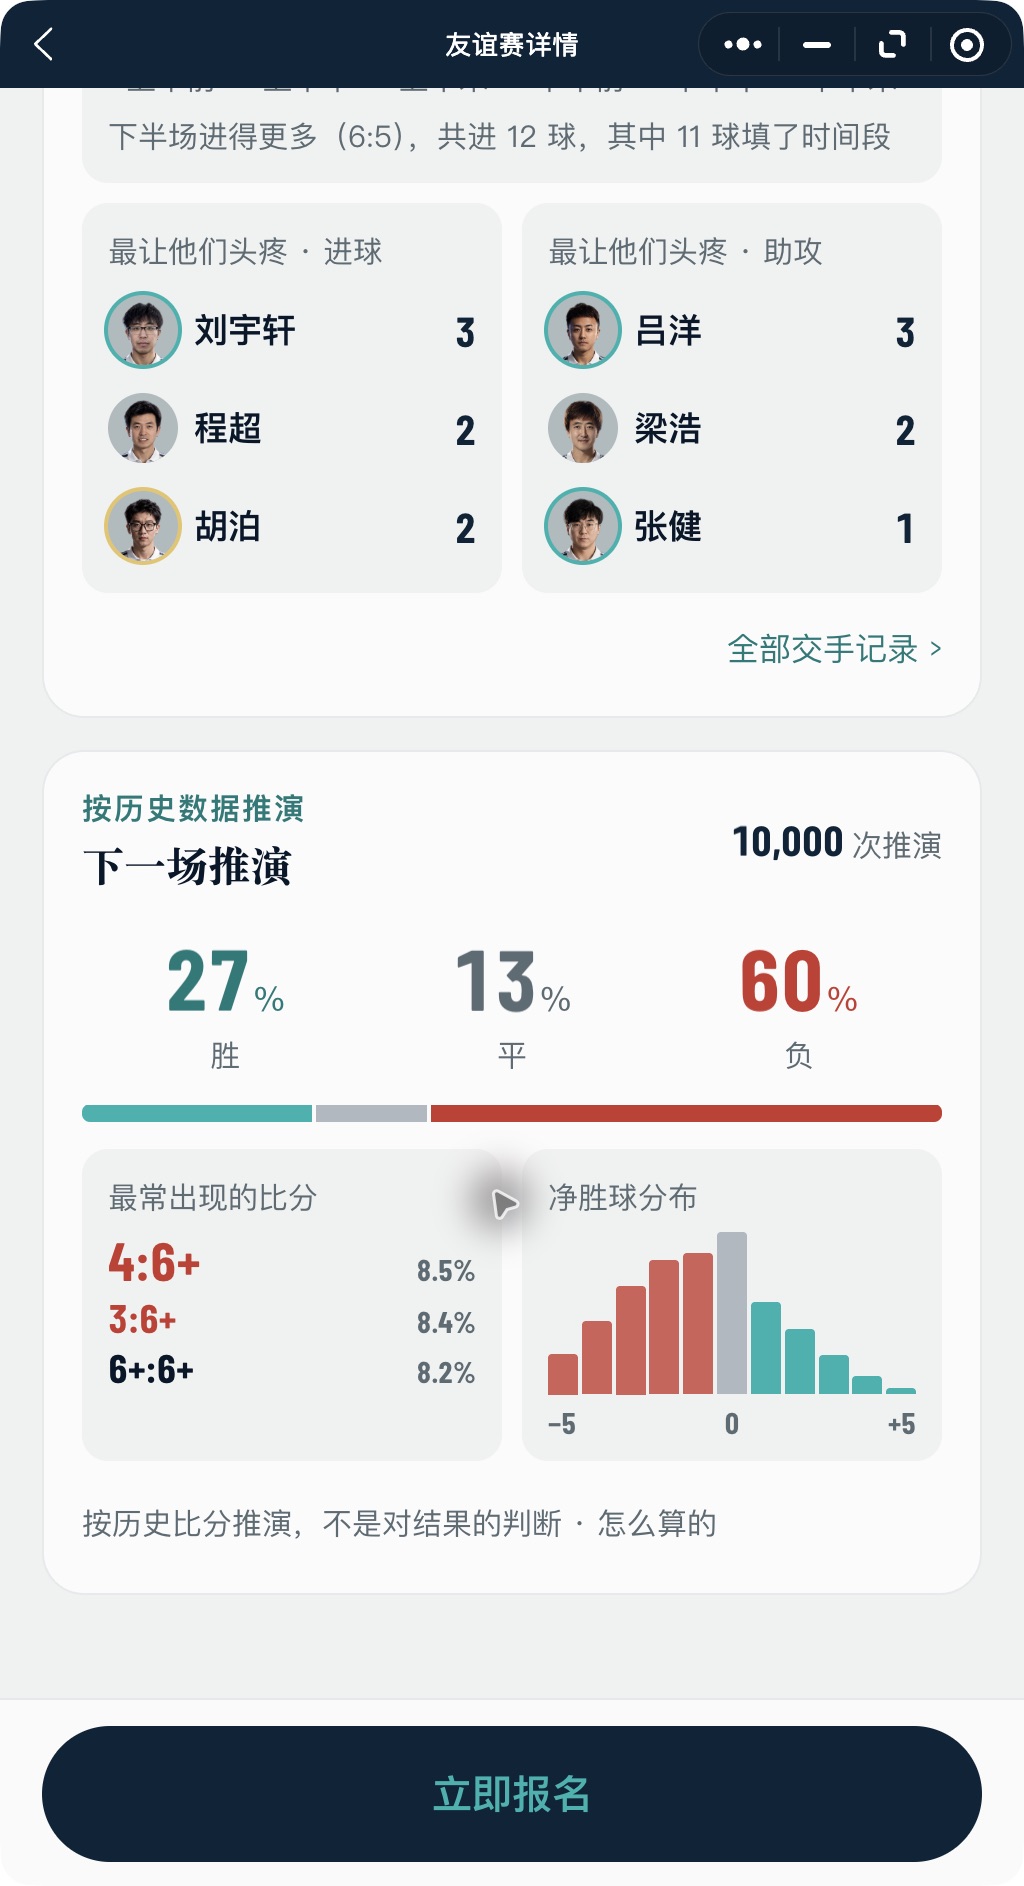 友谊赛详情
下半场进得更多（6:5），共进 12 球，其中 11 球填了时间段
最让他们头疼 · 进球
刘宇轩 3
程超 2
胡泊 2
最让他们头疼 · 助攻
吕洋 3
梁浩 2
张健 1
全部交手记录 >
按历史数据推演
下一场推演
10,000 次推演
27%
胜
13%
平
60%
负
最常出现的比分
4:6+ 8.5%
3:6+ 8.4%
6+:6+ 8.2%
净胜球分布
-5 0 +5
按历史比分推演，不是对结果的判断 · 怎么算的
立即报名